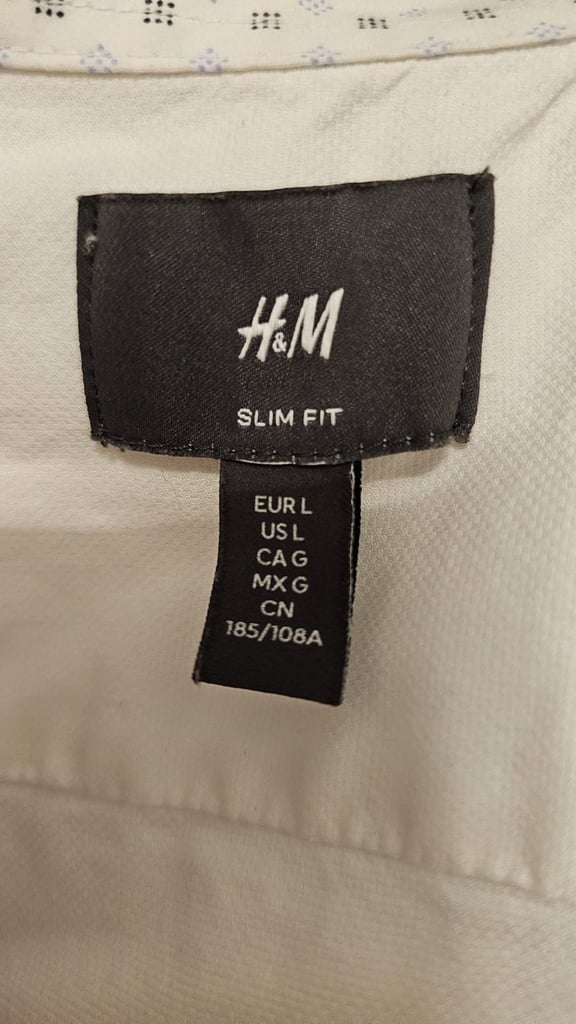 H&M
SLIM FIT
EUR L
US L
CA G
MX G
CN
185/108A